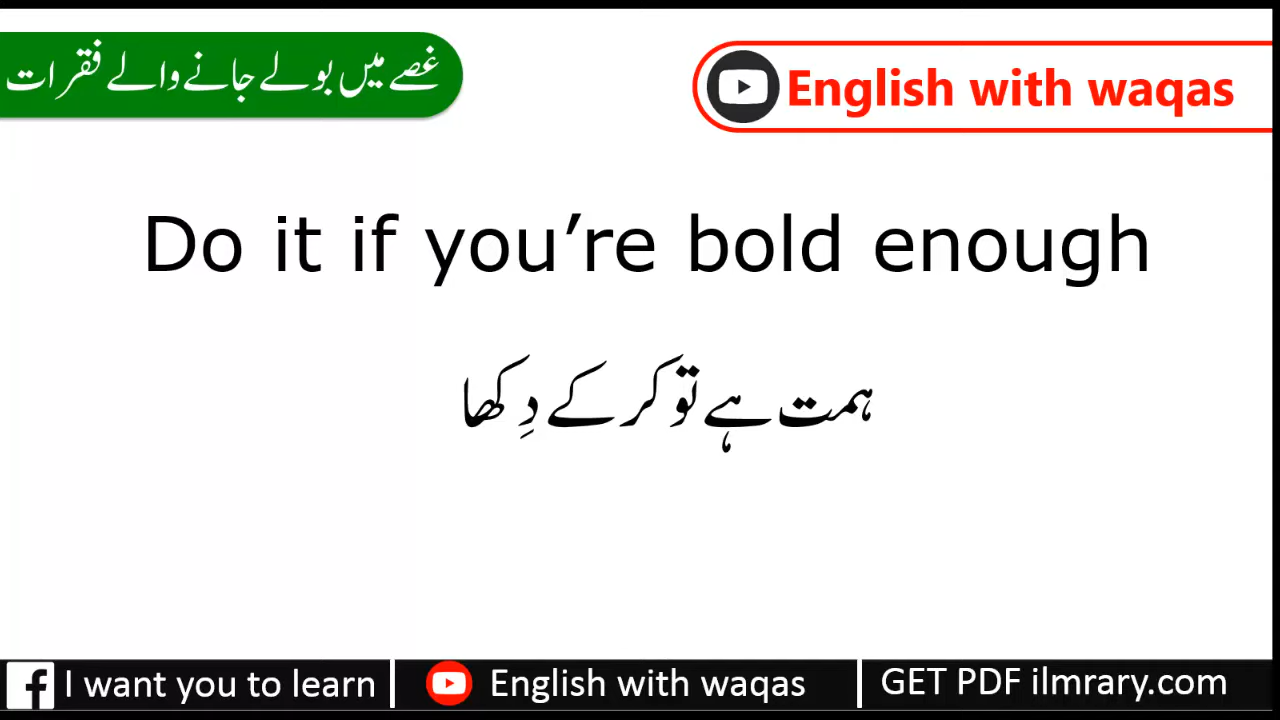 غصے میں بولے جانے والے فقرات
English with waqas
Do it if you’re bold enough
ہمت ہے تو کر کے دِکھا
I want you to learn
English with waqas
GET PDF ilmrary.com